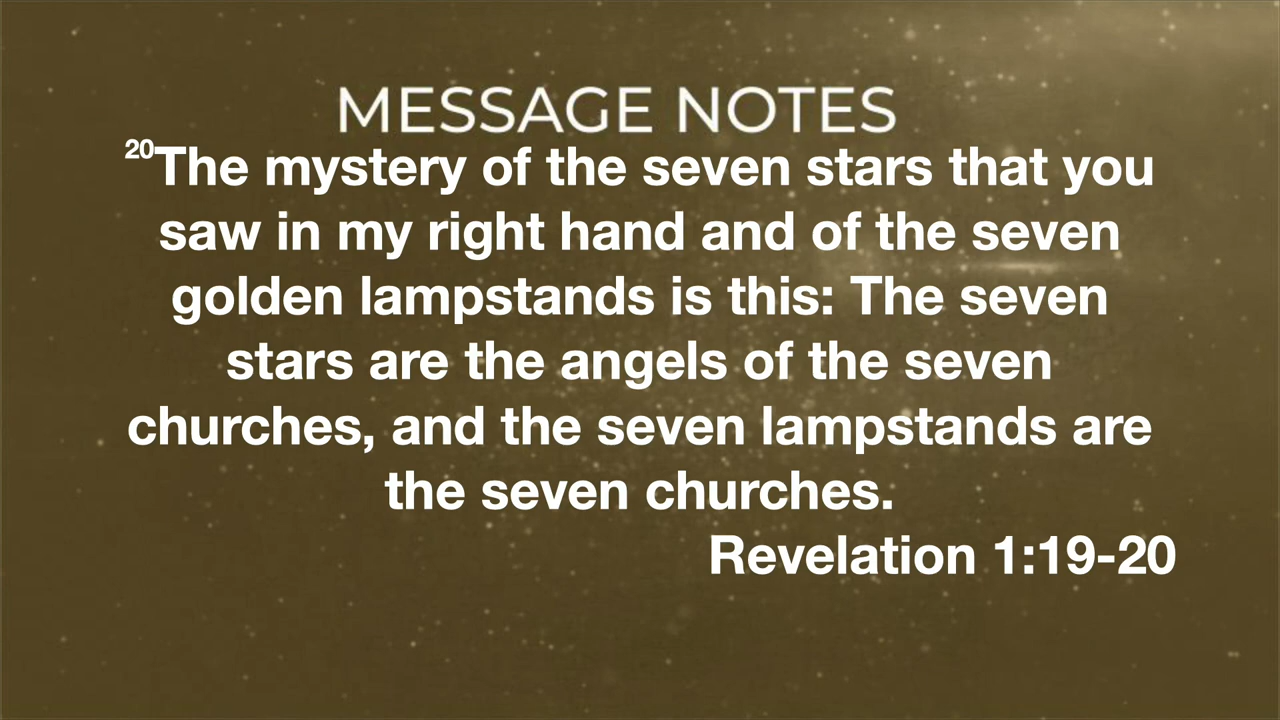 MESSAGE NOTES
20The mystery of the seven stars that you
saw in my right hand and of the seven
golden lampstands is this: The seven
stars are the angels of the seven
churches, and the seven lampstands are
the seven churches.
Revelation 1:19-20